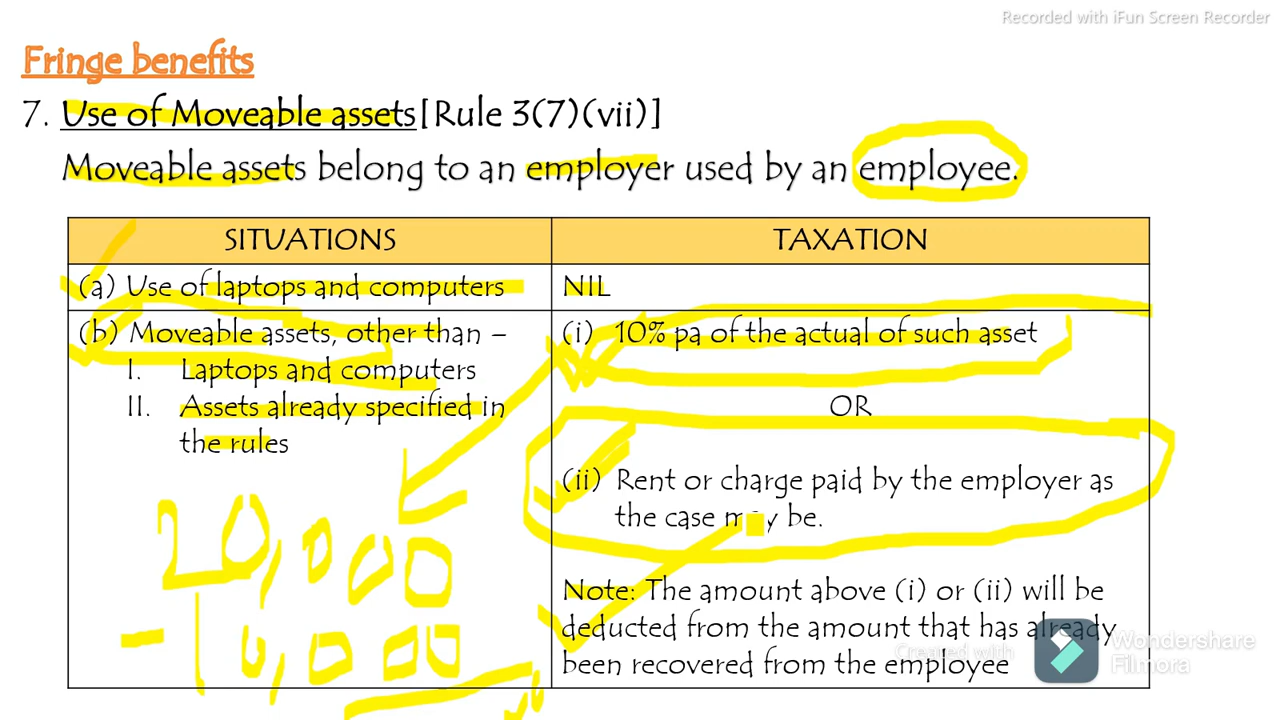 Recorded with iFun Screen Recorder
Fringe benefits
7. Use of Moveable assets[Rule 3(7)(vii)]
Moveable assets belong to an employer used by an employee.
SITUATIONS
TAXATION
(a) Use of laptops and computers
NIL
(b) Moveable assets, other than –
I. Laptops and computers
II. Assets already specified in
the rules
(i) 10% pa of the actual of such asset
OR
(ii) Rent or charge paid by the employer as
the case may be.
Note: The amount above (i) or (ii) will be
deducted from the amount that has already
been recovered from the employee
20,000
-10,000
Created with
Wondershare
Filmora